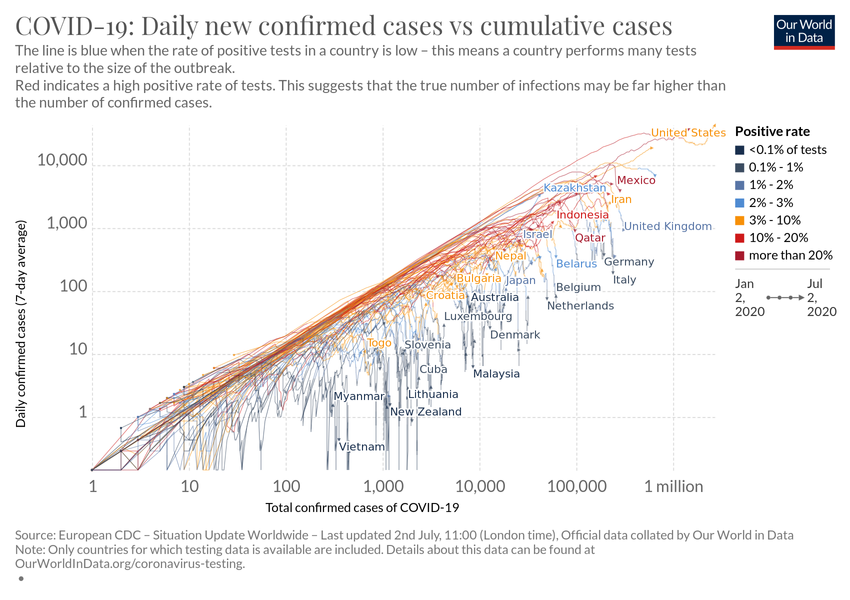 COVID-19: Daily new confirmed cases vs cumulative cases
Our World
in Data
The line is blue when the rate of positive tests in a country is low – this means a country performs many tests
relative to the size of the outbreak.
Red indicates a high positive rate of tests. This suggests that the true number of infections may be far higher than
the number of confirmed cases.
Daily confirmed cases (7-day average)
10,000
1,000
100
10
1
United States
Mexico
Kazakhstan
Iran
Indonesia
United Kingdom
Israel
Qatar
Nepal
Belarus
Germany
Bulgaria
Japan
Italy
Belgium
Croatia
Australia
Netherlands
Luxembourg
Denmark
Togo
Slovenia
Cuba
Malaysia
Myanmar
Lithuania
New Zealand
Vietnam
1
10
100
1,000
10,000
100,000
1 million
Total confirmed cases of COVID-19
Positive rate
<0.1% of tests
0.1% - 1%
1% - 2%
2% - 3%
3% - 10%
10% - 20%
more than 20%
Jan
2,
2020
Jul
2,
2020
Source: European CDC – Situation Update Worldwide – Last updated 2nd July, 11:00 (London time), Official data collated by Our World in Data
Note: Only countries for which testing data is available are included. Details about this data can be found at
OurWorldInData.org/coronavirus-testing.